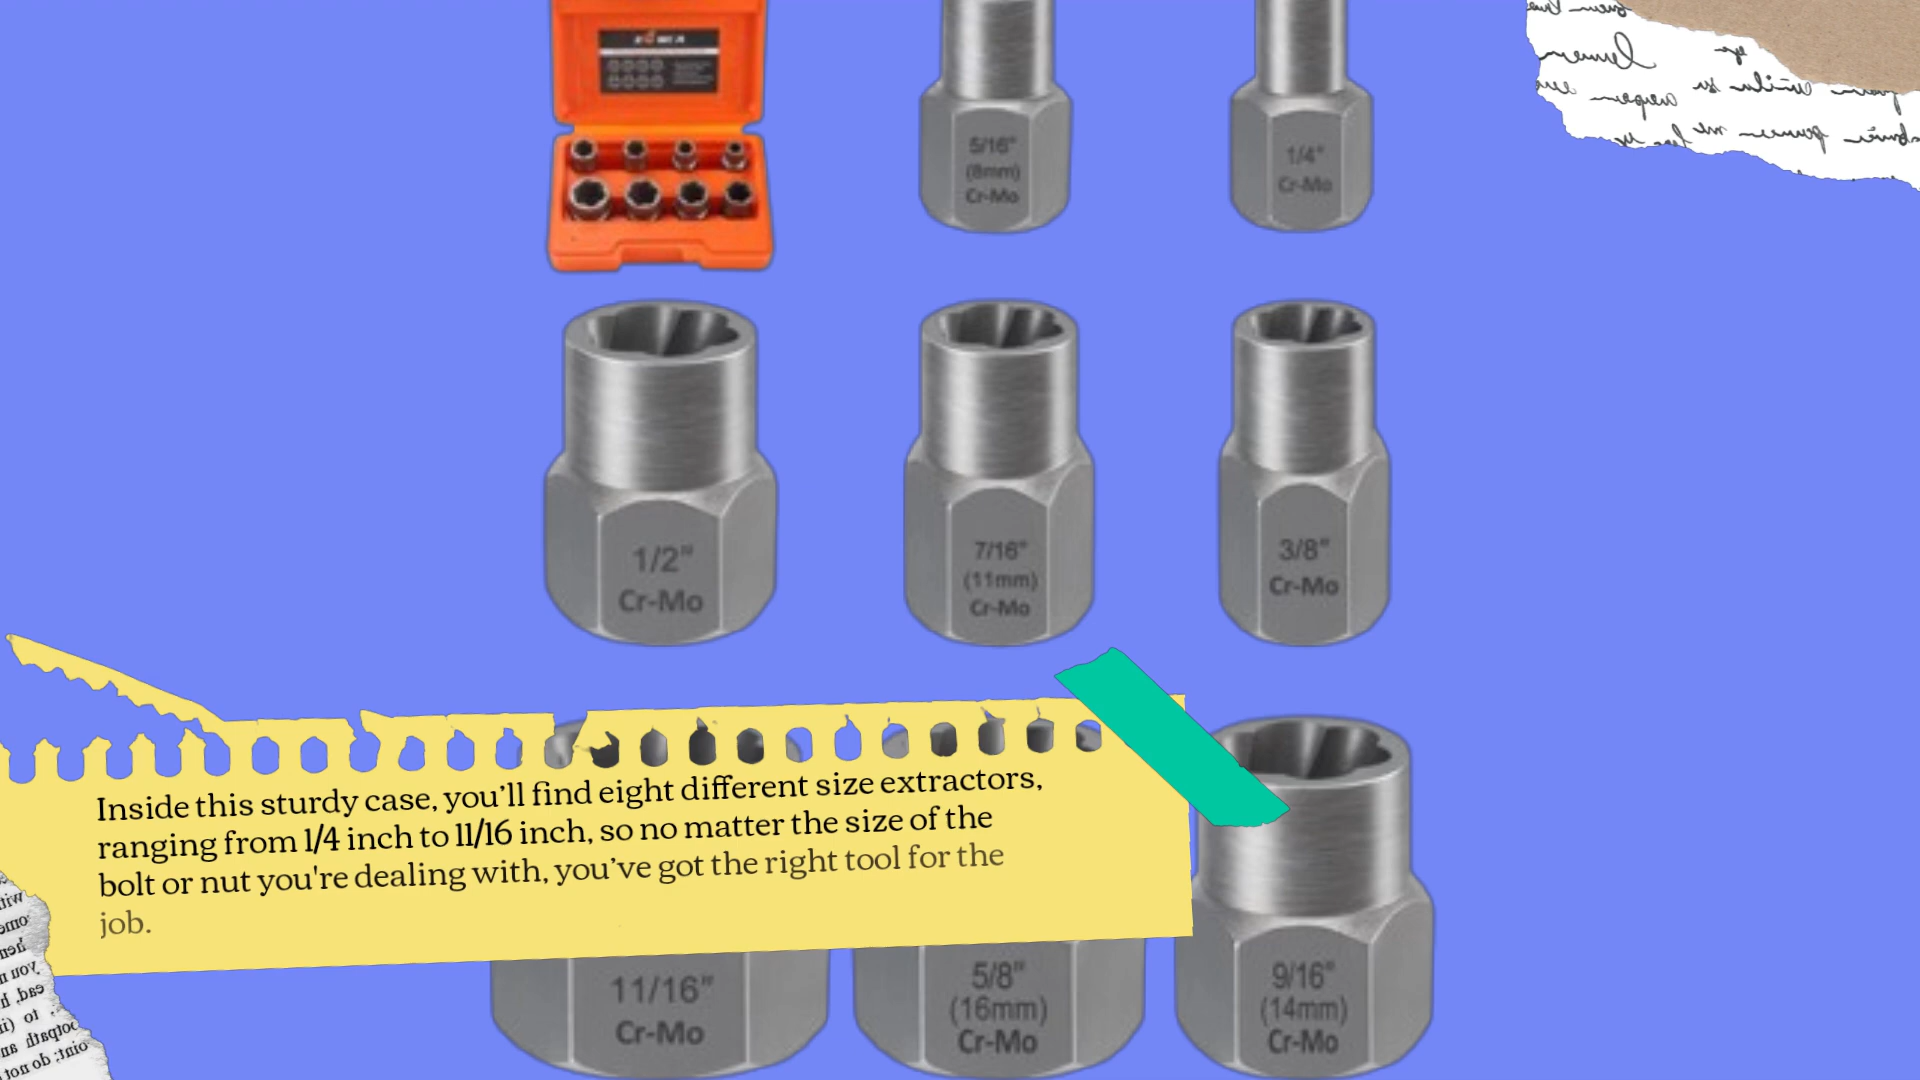 5/16"
(8mm)
Cr-Mo
1/4"
Cr-Mo
1/2"
Cr-Mo
7/16"
(11mm)
Cr-Mo
3/8"
Cr-Mo
Inside this sturdy case, you’ll find eight different size extractors,
ranging from 1/4 inch to 11/16 inch, so no matter the size of the
bolt or nut you're dealing with, you’ve got the right tool for the
job.
11/16"
Cr-Mo
5/8"
(16mm)
Cr-Mo
9/16"
(14mm)
Cr-Mo